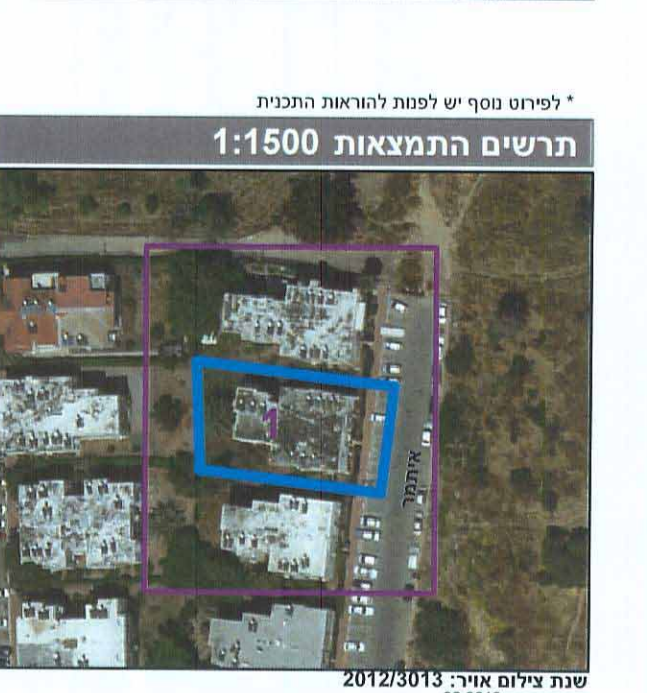 * לפירוט נוסף יש לפנות להוראות התכנית
תרשים התמצאות 1:1500
1
איתמר
שנת צילום אויר: 2012/3013